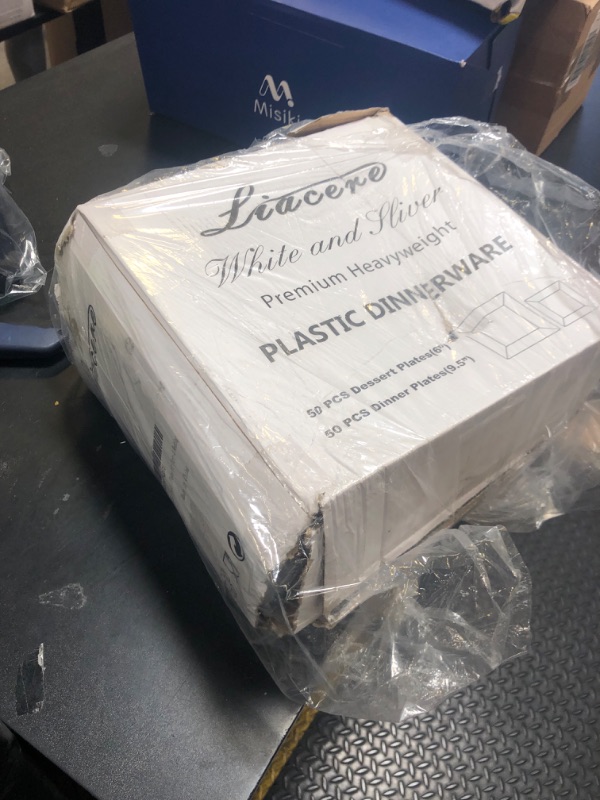 Misiki
Liacere
White and Sliver
Premium Heavyweight
PLASTIC DINNERWARE
50 PCS Dessert Plates(6")
50 PCS Dinner Plates(9.5")